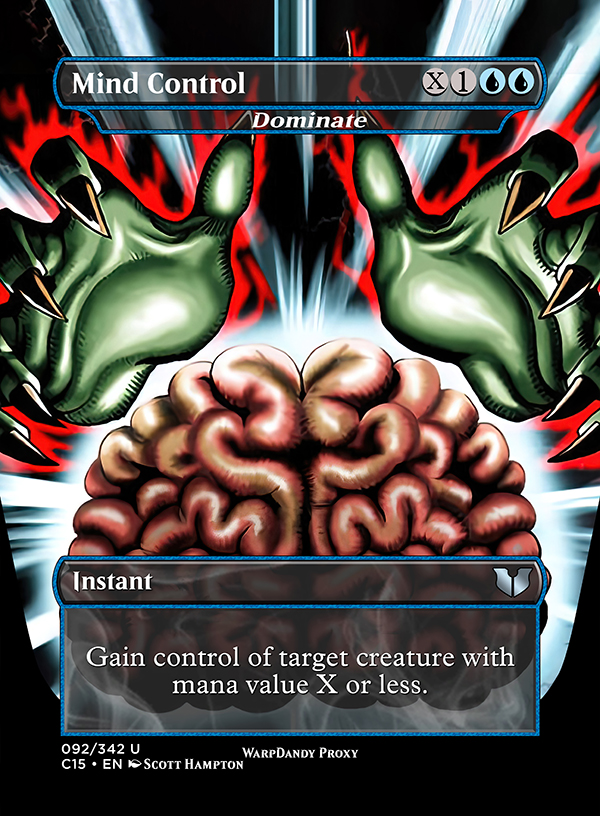 Mind Control X 1
Dominate
Instant
Gain control of target creature with
mana value X or less.
092/342 U
WarpDandy Proxy
C15 • EN Scott Hampton